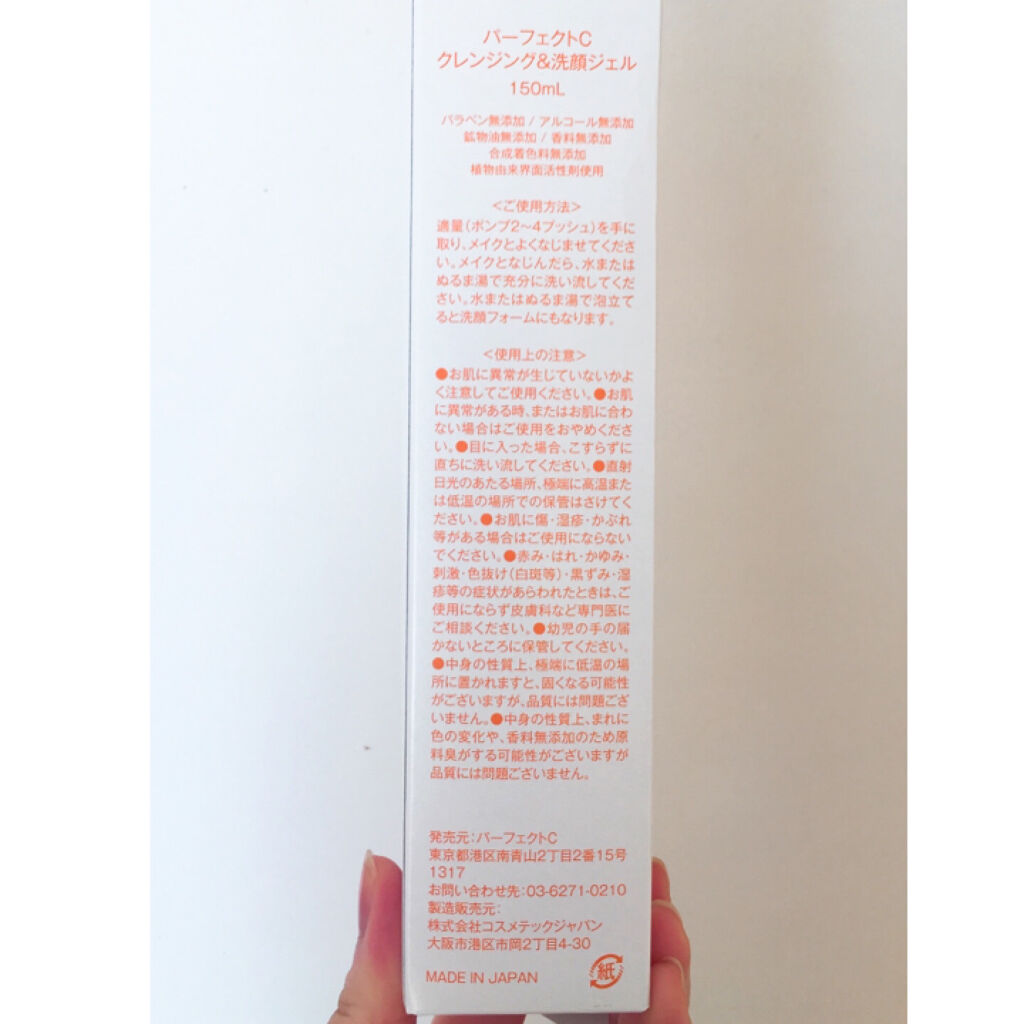 パーフェクトC
クレンジング&洗顔ジェル
150mL
パラベン無添加 / アルコール無添加
鉱物油無添加 / 香料無添加
合成着色料無添加
植物由来界面活性剤使用
<ご使用方法>
適量(ポンプ2〜4プッシュ)を手に
取り、メイクとよくなじませてくださ
い。メイクとなじんだら、水または
ぬるま湯で充分に洗い流してくだ
さい。水またはぬるま湯で泡立て
ると洗顔フォームにもなります。
<使用上の注意>
●お肌に異常が生じていないかよ
く注意してご使用ください。●お肌
に異常がある時、またはお肌に合わ
ない場合はご使用をおやめくださ
い。●目に入った場合、こすらずに
直ちに洗い流してください。●直射
日光のあたる場所、極端に高温また
は低温の場所での保管はさけてく
ださい。●お肌に傷・湿疹・かぶれ
等がある場合はご使用にならない
でください。●赤み・はれ・かゆみ・
刺激・色抜け(白斑等)・黒ずみ・湿
疹等の症状があらわれたときは、ご
使用にならず皮膚科など専門医に
ご相談ください。●幼児の手の届
かないところに保管してください。
●中身の性質上、極端に低温の場
所に置かれますと、固くなる可能性
がございますが、品質には問題ござ
いません。●中身の性質上、まれに
色の変化や、香料無添加のため原
料臭がする可能性がございますが
品質には問題ございません。
発売元:パーフェクトC
東京都港区南青山2丁目2番15号
1317
お問い合わせ先:03-6271-0210
製造販売元:
株式会社コスメテックジャパン
大阪市港区市岡2丁目4-30
MADE IN JAPAN
紙